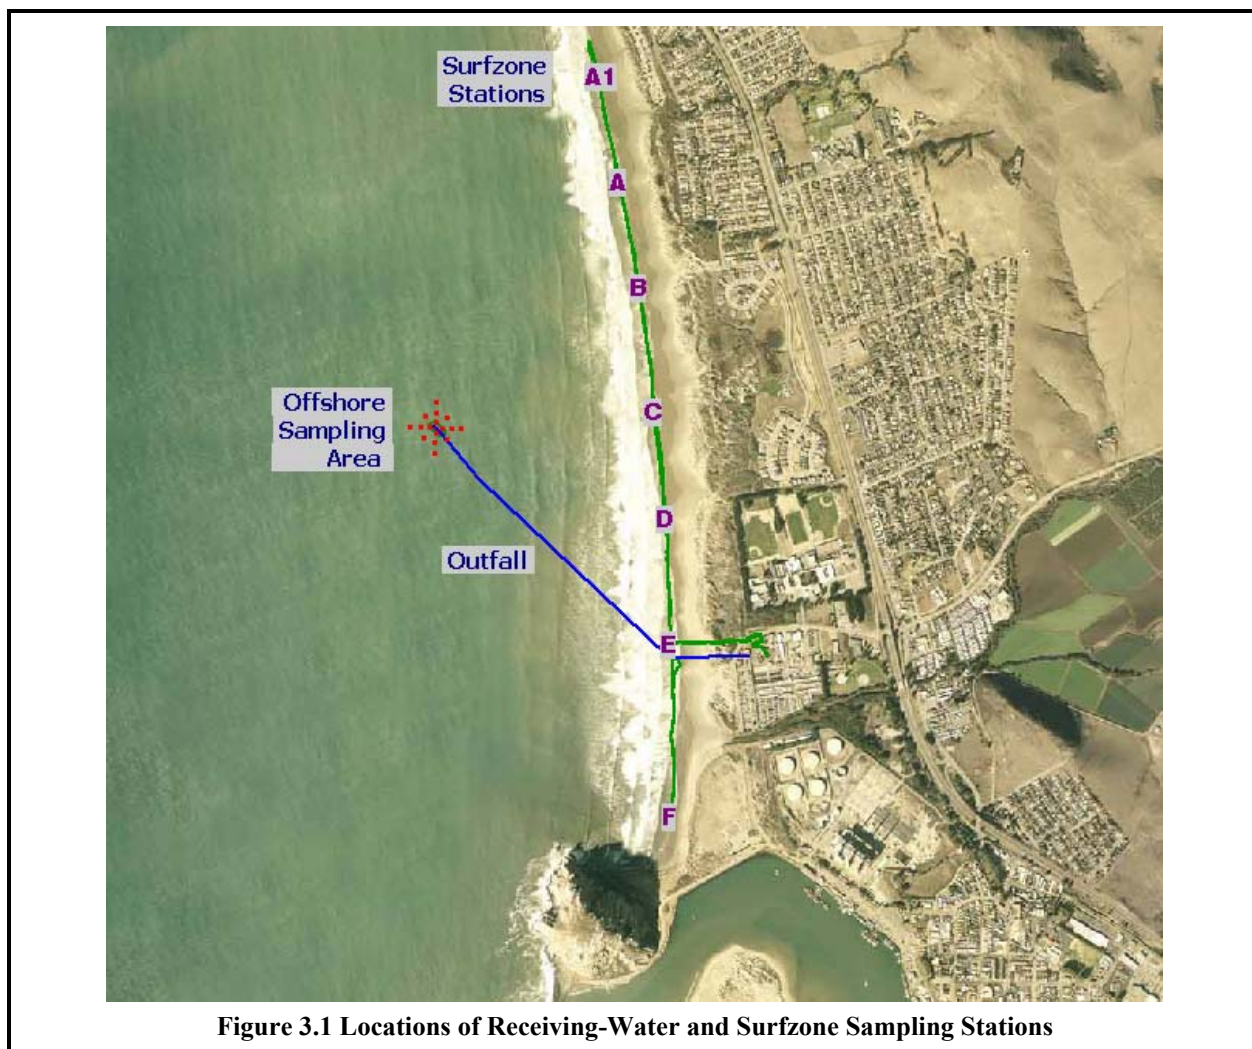 Surfzone
Stations
A1
A
B
Offshore
Sampling
Area
C
D
Outfall
E
F
Figure 3.1 Locations of Receiving-Water and Surfzone Sampling Stations